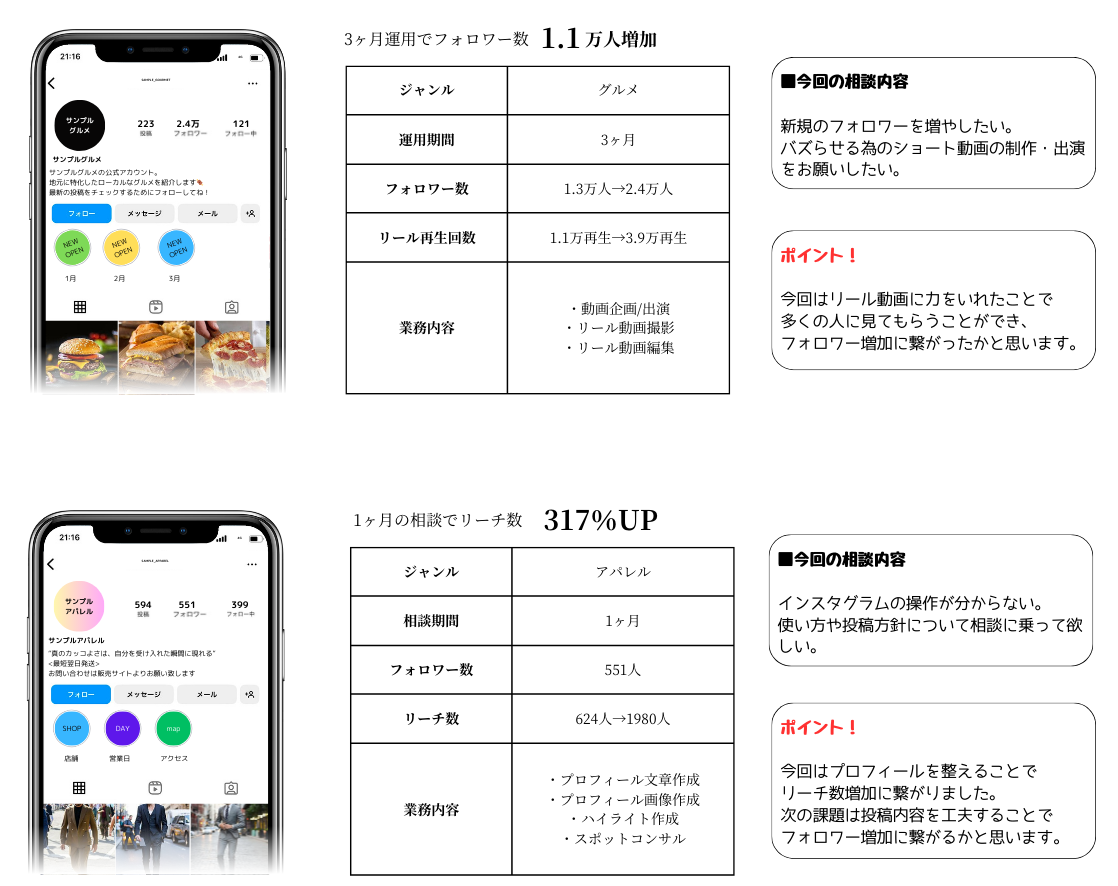 21:16
SAMPLE_GOURMET
サンプル
グルメ
223 2.4万 121
投稿 フォロワー フォロー中
サンプルグルメ
サンプルグルメの公式アカウント。
地元に特化したローカルなグルメを紹介します
最新の投稿をチェックするためにフォローしてね!
フォロー メッセージ メール
NEW OPEN NEW OPEN NEW OPEN
1月 2月 3月
3ヶ月運用でフォロワー数 1.1万人増加
ジャンル グルメ
運用期間 3ヶ月
フォロワー数 1.3万人→2.4万人
リール再生回数 1.1万再生→3.9万再生
業務内容
・動画企画/出演
・リール動画撮影
・リール動画編集
■今回の相談内容
新規のフォロワーを増やしたい。
バズらせる為のショート動画の制作・出演
をお願いしたい。
ポイント!
今回はリール動画に力をいれたことで
多くの人に見てもらうことができ、
フォロワー増加に繋がったかと思います。
21:16
SAMPLE_APPAREL
サンプル
アパレル
594 551 399
投稿 フォロワー フォロー中
サンプルアパレル
"真のカッコよさは、自分を受け入れた瞬間に現れる"
<最短翌日発送>
お問い合わせは販売サイトよりお願い致します
フォロー メッセージ メール
SHOP DAY map
店舗 営業日 アクセス
1ヶ月の相談でリーチ数 317%UP
ジャンル アパレル
相談期間 1ヶ月
フォロワー数 551人
リーチ数 624人→1980人
業務内容
・プロフィール文章作成
・プロフィール画像作成
・ハイライト作成
・スポットコンサル
■今回の相談内容
インスタグラムの操作が分からない。
使い方や投稿方針について相談に乗って欲
しい。
ポイント!
今回はプロフィールを整えることで
リーチ数増加に繋がりました。
次の課題は投稿内容を工夫することで
フォロワー増加に繋がるかと思います。